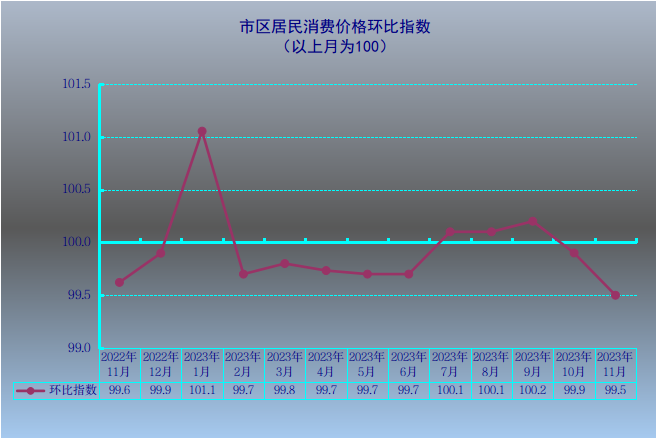 市区居民消费价格环比指数
（以上月为100）
101.5
101.0
100.5
100.0
99.5
99.0
2022年 2022年 2023年 2023年 2023年 2023年 2023年 2023年 2023年 2023年 2023年 2023年 2023年
11月 12月 1月 2月 3月 4月 5月 6月 7月 8月 9月 10月 11月
环比指数 99.6 99.9 101.1 99.7 99.8 99.7 99.7 99.7 100.1 100.1 100.2 99.9 99.5